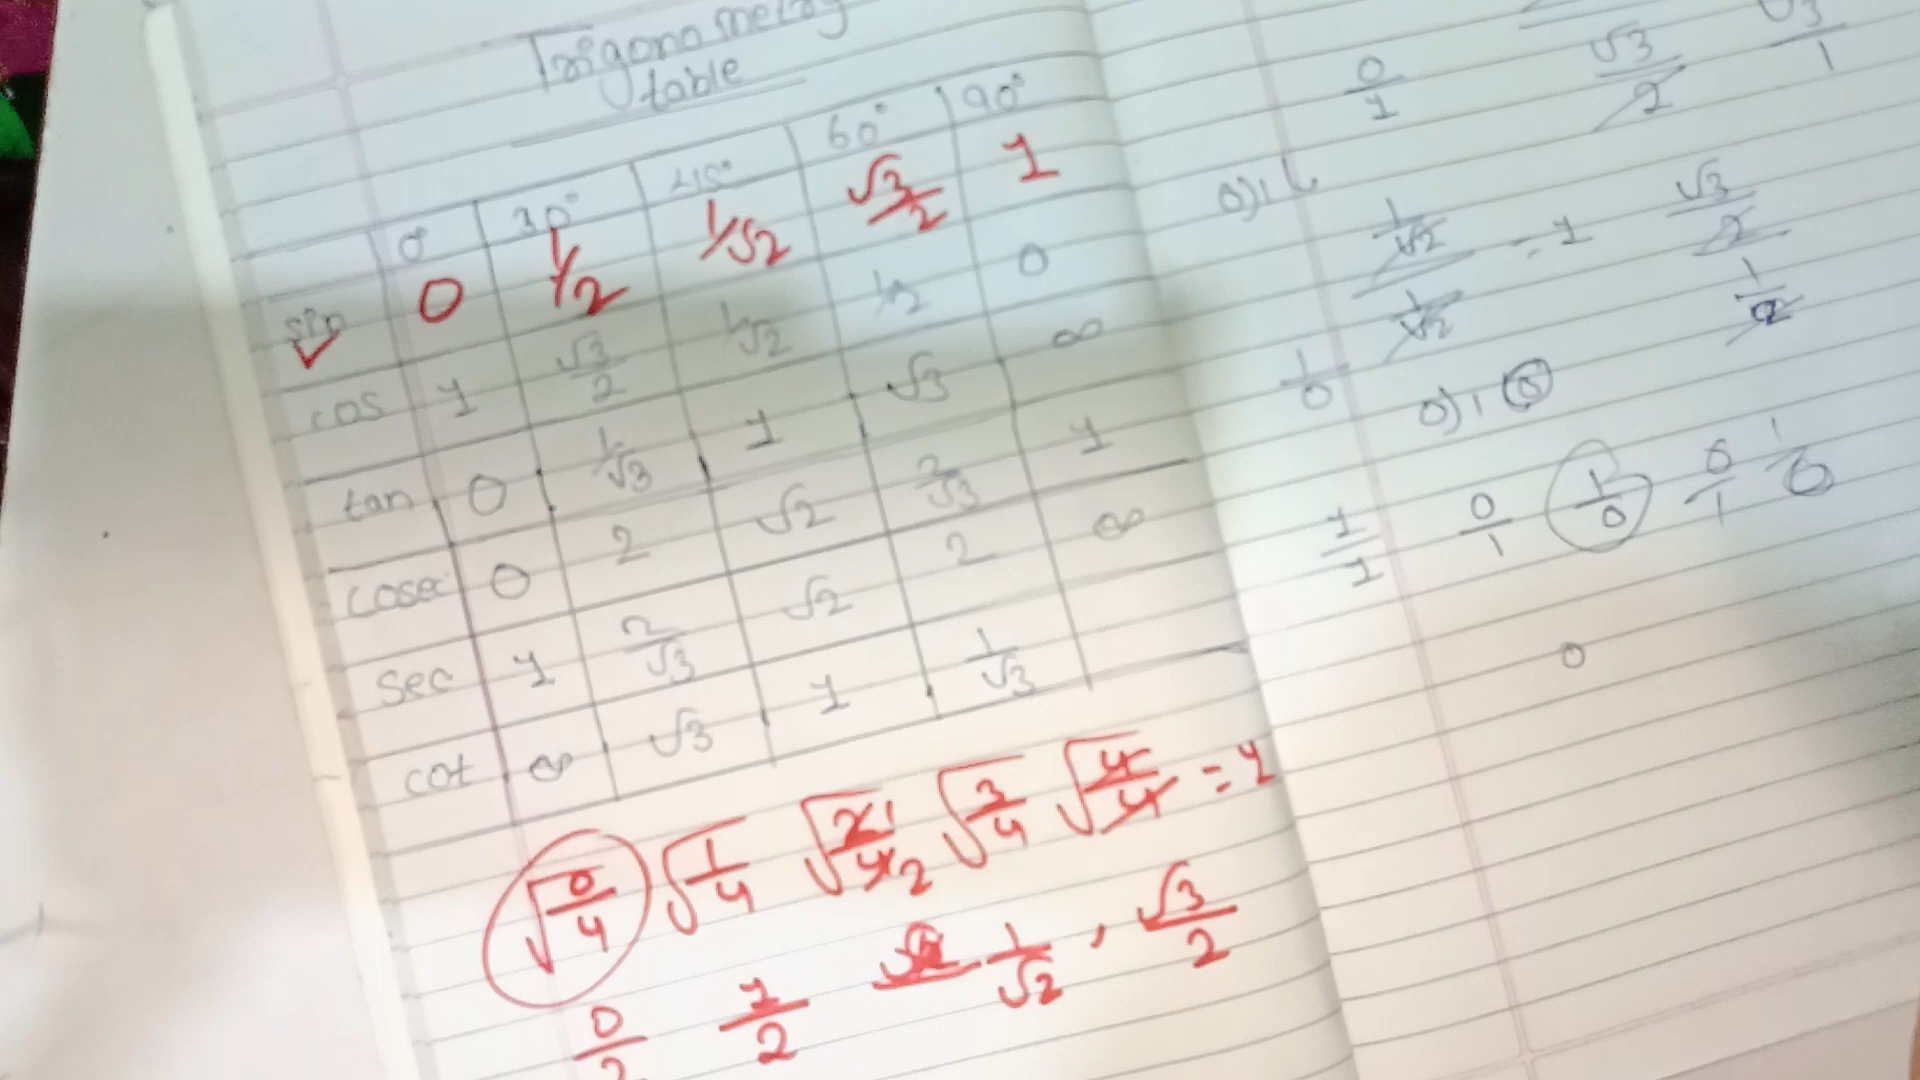 Trigonometry
table
0° 30° 45° 60° 90°
sin 0 1/2 1/√2 √3/2 1
cos 1 √3/2 1/√2 1/2 0
tan 0 1/√3 1 √3 ∞
cosec 0 2 √2 2/√3 1
sec 1 2/√3 √2 2 ∞
cot ∞ √3 1 1/√3
√0/4 √1/4 √2/4 1 2 √3/4 √4/4 = 1
0/2 1/2 1/√2 , √3/2
0/1 √3/2 √3/1
0)1
1/√2 / 1/√2 = 1 √3/2 / 1/2
1/0 0)1
1/1 0/1 1/0 0/1 1/0
0